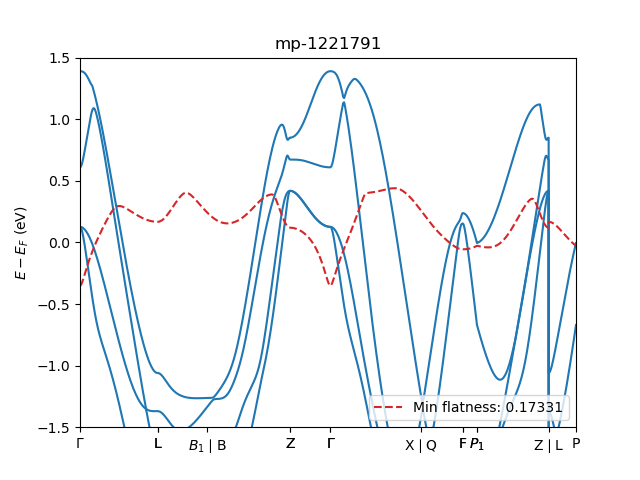 mp-1221791
E − E_F (eV)
1.5
1.0
0.5
0.0
−0.5
−1.0
−1.5
Min flatness: 0.17331
Γ L B₁ | B Z Γ X | Q F P₁ Z | L P